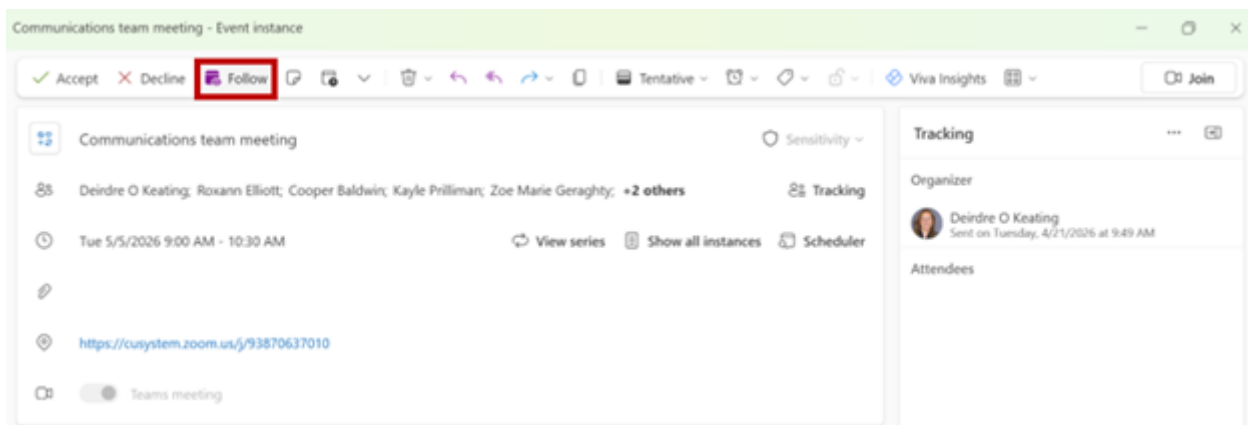 Communications team meeting - Event instance
Accept Decline Follow Tentative Viva Insights Join
Communications team meeting Sensitivity
Deirdre O Keating; Roxann Elliott; Cooper Baldwin; Kayle Prilliman; Zoe Marie Geraghty; +2 others Tracking
Tue 5/5/2026 9:00 AM - 10:30 AM View series Show all instances Scheduler
https://cusystem.zoom.us/j/93870637010
Teams meeting
Tracking
Organizer
Deirdre O Keating
Sent on Tuesday, 4/21/2026 at 9:49 AM
Attendees